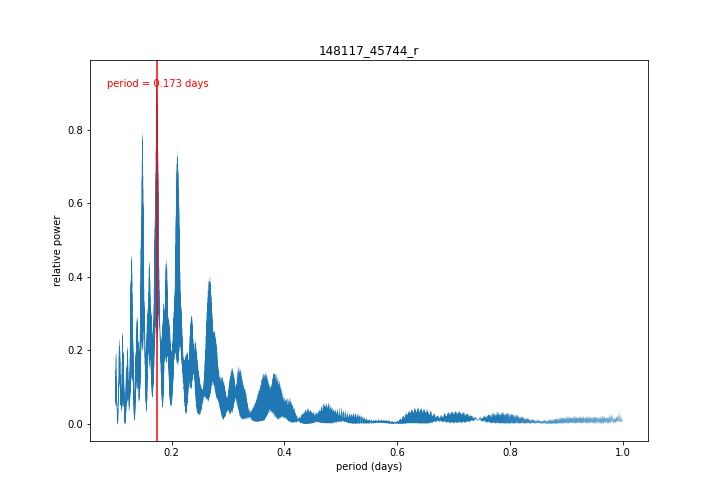 148117_45744_r
period = 0.173 days
relative power
0.8
0.6
0.4
0.2
0.0
0.2 0.4 0.6 0.8 1.0
period (days)